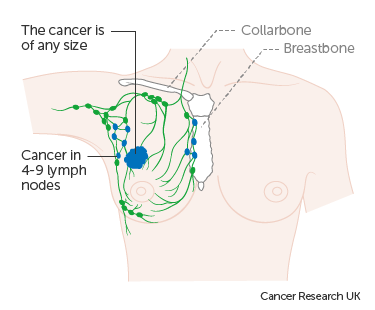 The cancer is
of any size
Collarbone
Breastbone
Cancer in
4-9 lymph
nodes
Cancer Research UK